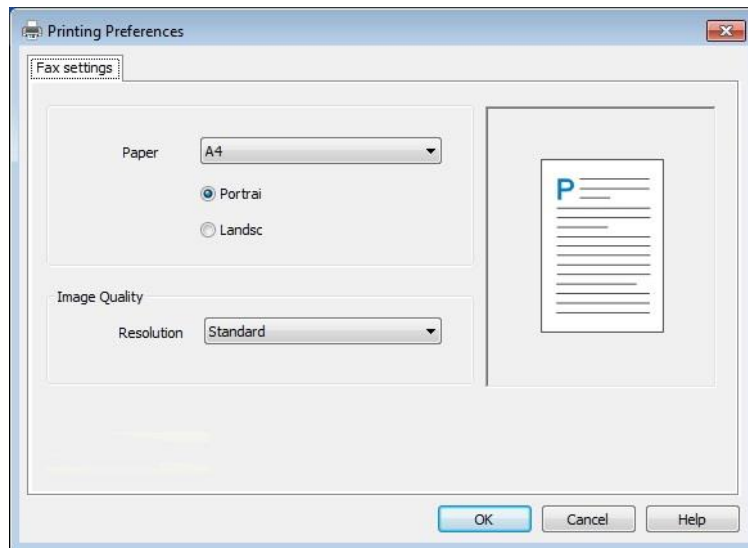 Printing Preferences
Fax settings
Paper A4
Portrai
Landsc
P
Image Quality
Resolution Standard
OK Cancel Help